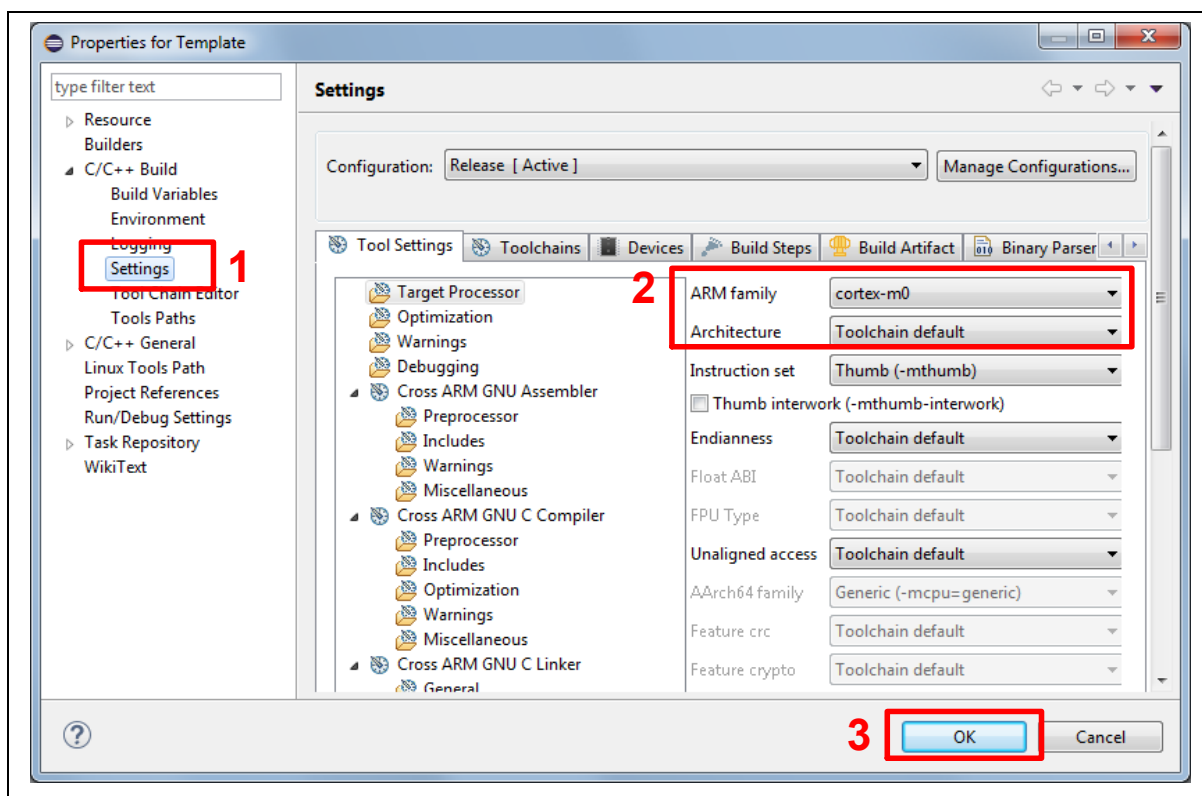 Properties for Template
type filter text
Resource
Builders
C/C++ Build
Build Variables
Environment
Logging
Settings
Tool Chain Editor
Tools Paths
C/C++ General
Linux Tools Path
Project References
Run/Debug Settings
Task Repository
WikiText
1
Settings
Configuration: Release [ Active ] Manage Configurations...
Tool Settings Toolchains Devices Build Steps Build Artifact Binary Parser
Target Processor
Optimization
Warnings
Debugging
Cross ARM GNU Assembler
Preprocessor
Includes
Warnings
Miscellaneous
Cross ARM GNU C Compiler
Preprocessor
Includes
Optimization
Warnings
Miscellaneous
Cross ARM GNU C Linker
General
2
ARM family cortex-m0
Architecture Toolchain default
Instruction set Thumb (-mthumb)
Thumb interwork (-mthumb-interwork)
Endianness Toolchain default
Float ABI Toolchain default
FPU Type Toolchain default
Unaligned access Toolchain default
AArch64 family Generic (-mcpu=generic)
Feature crc Toolchain default
Feature crypto Toolchain default
?
3
OK Cancel